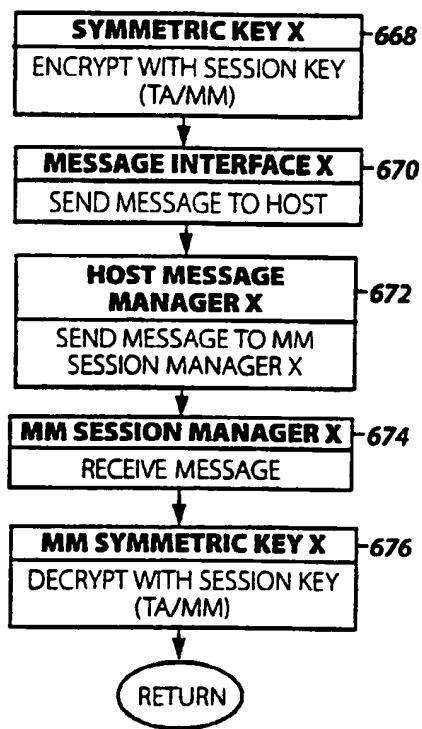 SYMMETRIC KEY X 668
ENCRYPT WITH SESSION KEY
(TA/MM)
MESSAGE INTERFACE X 670
SEND MESSAGE TO HOST
HOST MESSAGE
MANAGER X 672
SEND MESSAGE TO MM
SESSION MANAGER X
MM SESSION MANAGER X 674
RECEIVE MESSAGE
MM SYMMETRIC KEY X 676
DECRYPT WITH SESSION KEY
(TA/MM)
RETURN